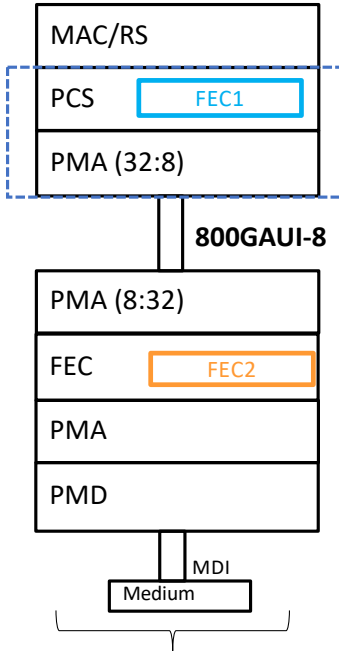 MAC/RS
PCS FEC1
PMA (32:8)
800GAUI-8
PMA (8:32)
FEC FEC2
PMA
PMD
MDI
Medium